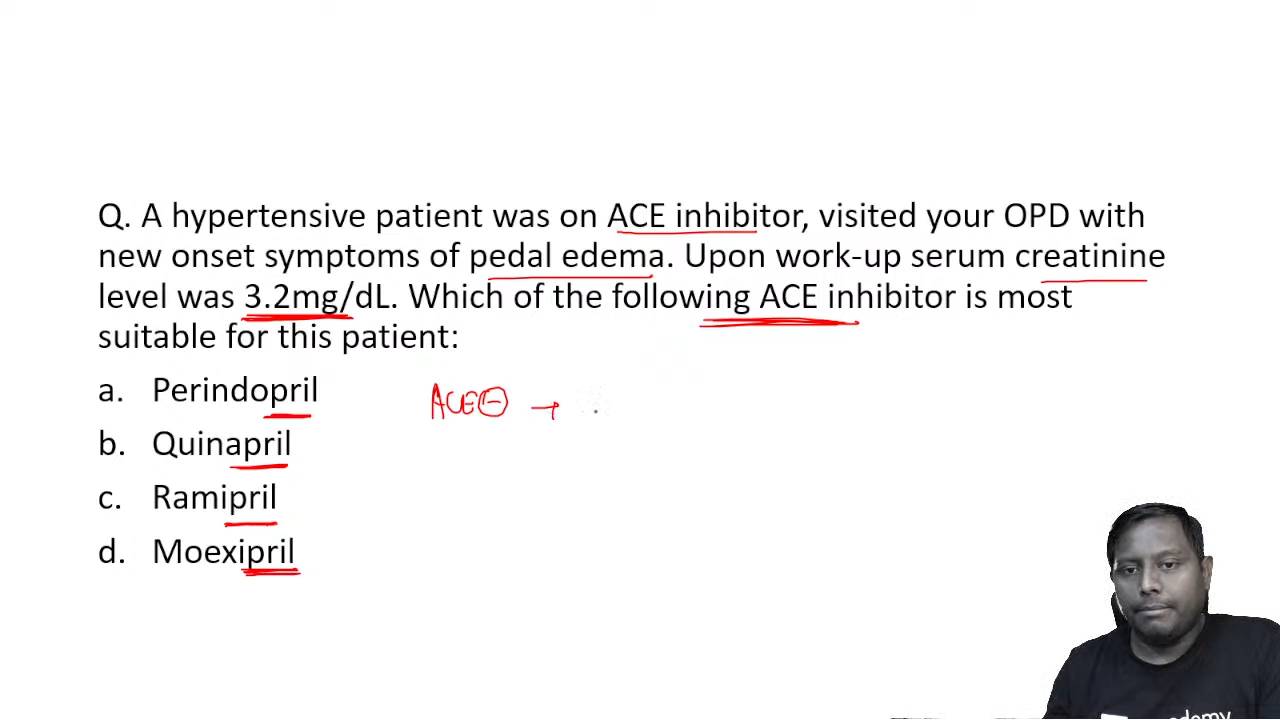 Q. A hypertensive patient was on ACE inhibitor, visited your OPD with
new onset symptoms of pedal edema. Upon work-up serum creatinine
level was 3.2mg/dL. Which of the following ACE inhibitor is most
suitable for this patient:
a. Perindopril
ACE⊖ →
b. Quinapril
c. Ramipril
d. Moexipril